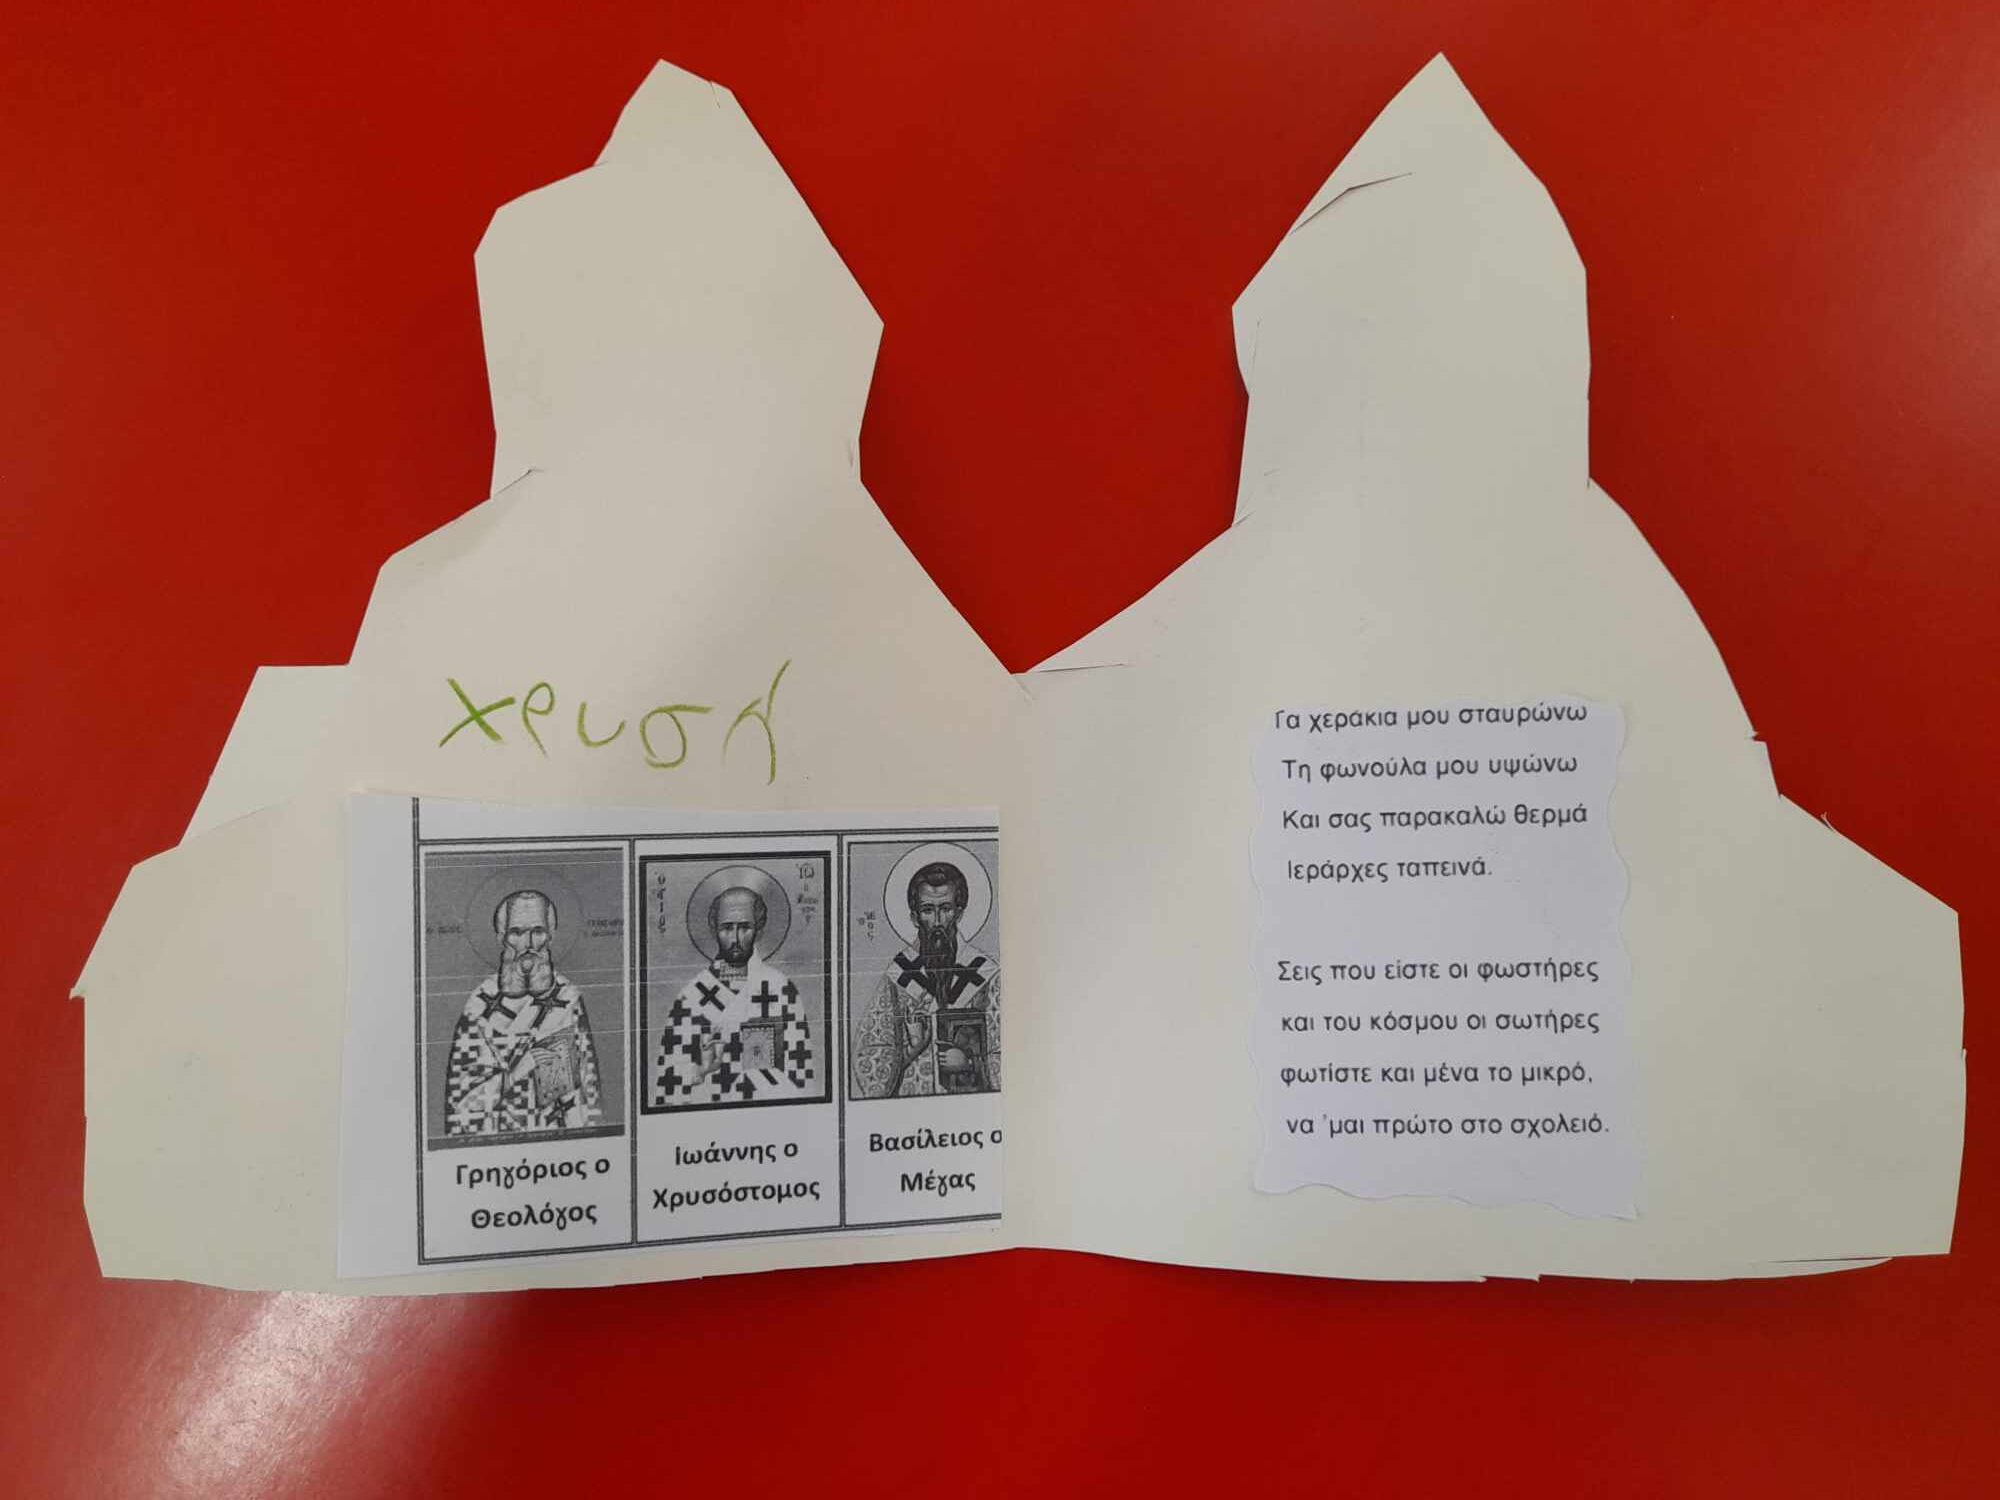 χρυσή
Γρηγόριος ο
Θεολόγος
Ιωάννης ο
Χρυσόστομος
Βασίλειος ο
Μέγας
Τα χεράκια μου σταυρώνω
Τη φωνούλα μου υψώνω
Και σας παρακαλώ θερμά
Ιεράρχες ταπεινά.
Σεις που είστε οι φωστήρες
και του κόσμου οι σωτήρες
φωτίστε και μένα το μικρό,
να 'μαι πρώτο στο σχολειό.